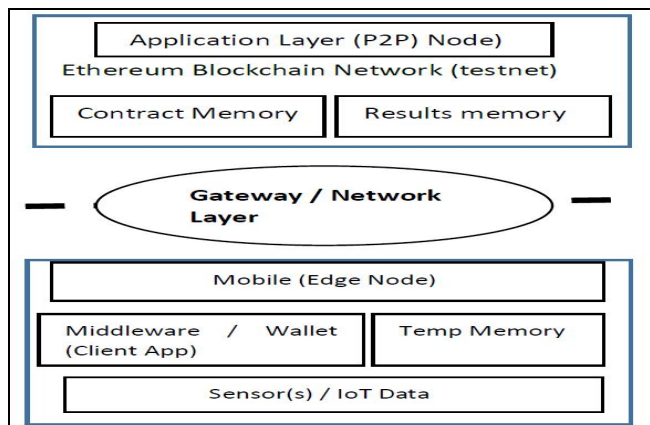 Application Layer (P2P) Node)
Ethereum Blockchain Network (testnet)
Contract Memory
Results memory
Gateway / Network
Layer
Mobile (Edge Node)
Middleware / Wallet
(Client App)
Temp Memory
Sensor(s) / IoT Data